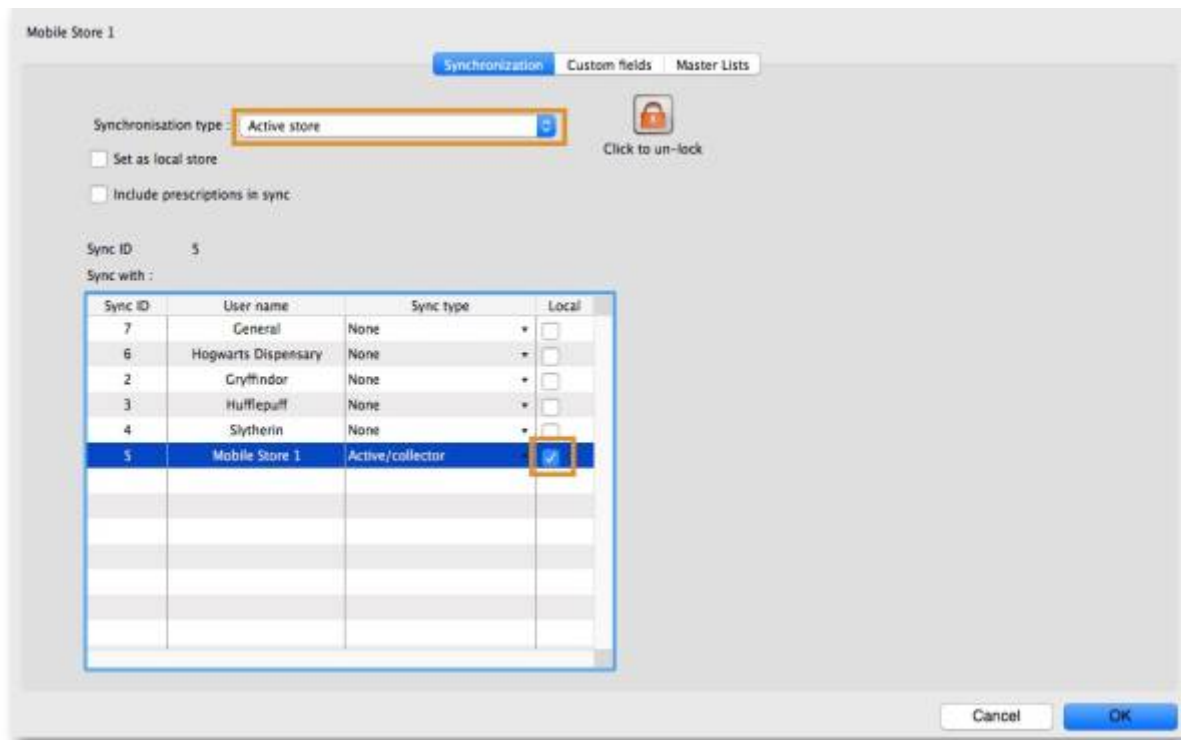 Mobile Store 1
Synchronization Custom fields Master Lists
Synchronisation type : Active store
Click to un-lock
Set as local store
Include prescriptions in sync
Sync ID 5
Sync with :
Sync ID User name Sync type Local
7 General None
6 Hogwarts Dispensary None
2 Gryffindor None
3 Hufflepuff None
4 Slytherin None
5 Mobile Store 1 Active/collector
Cancel OK